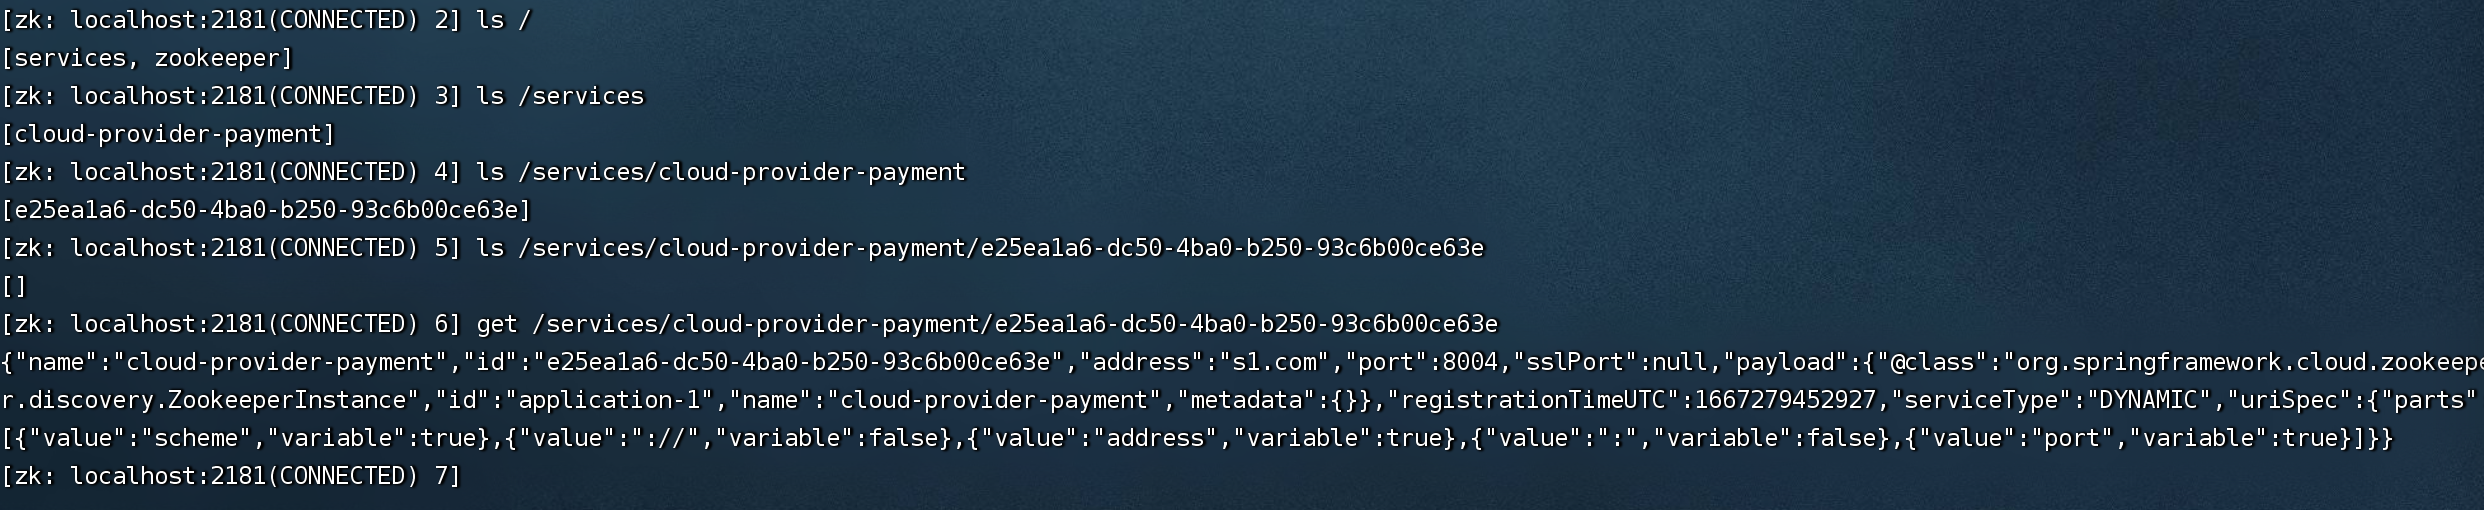 [zk: localhost:2181(CONNECTED) 2] ls /
[services, zookeeper]
[zk: localhost:2181(CONNECTED) 3] ls /services
[cloud-provider-payment]
[zk: localhost:2181(CONNECTED) 4] ls /services/cloud-provider-payment
[e25ea1a6-dc50-4ba0-b250-93c6b00ce63e]
[zk: localhost:2181(CONNECTED) 5] ls /services/cloud-provider-payment/e25ea1a6-dc50-4ba0-b250-93c6b00ce63e
[]
[zk: localhost:2181(CONNECTED) 6] get /services/cloud-provider-payment/e25ea1a6-dc50-4ba0-b250-93c6b00ce63e
{"name":"cloud-provider-payment","id":"e25ea1a6-dc50-4ba0-b250-93c6b00ce63e","address":"s1.com","port":8004,"sslPort":null,"payload":{"@class":"org.springframework.cloud.zookeepe
r.discovery.ZookeeperInstance","id":"application-1","name":"cloud-provider-payment","metadata":{}},"registrationTimeUTC":1667279452927,"serviceType":"DYNAMIC","uriSpec":{"parts"
[{"value":"scheme","variable":true},{"value":"://","variable":false},{"value":"address","variable":true},{"value":":","variable":false},{"value":"port","variable":true}]}}
[zk: localhost:2181(CONNECTED) 7]